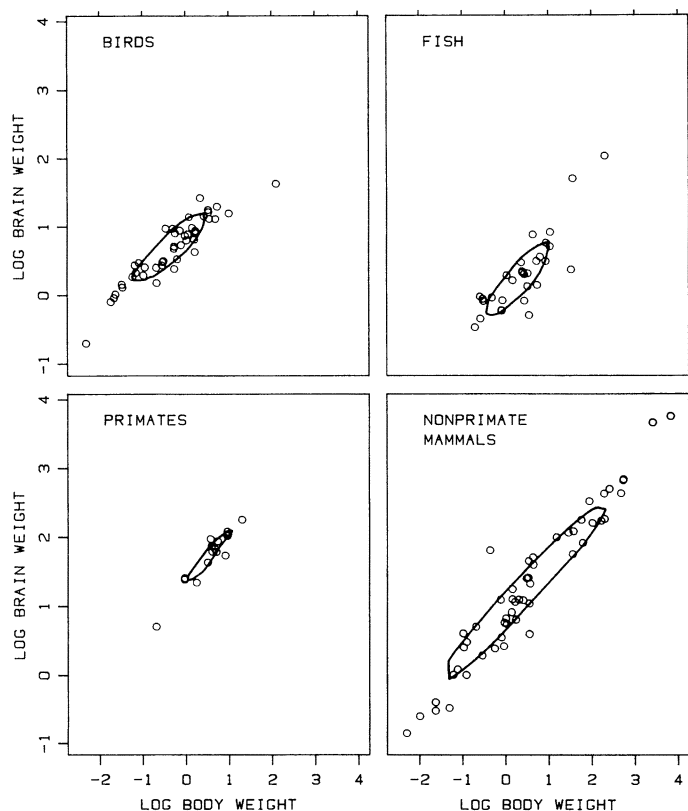 BIRDS
FISH
LOG BRAIN WEIGHT
4
3
2
1
0
-1
PRIMATES
NONPRIMATE
MAMMALS
LOG BRAIN WEIGHT
4
3
2
1
0
-1
-2 -1 0 1 2 3 4
-2 -1 0 1 2 3 4
LOG BODY WEIGHT
LOG BODY WEIGHT